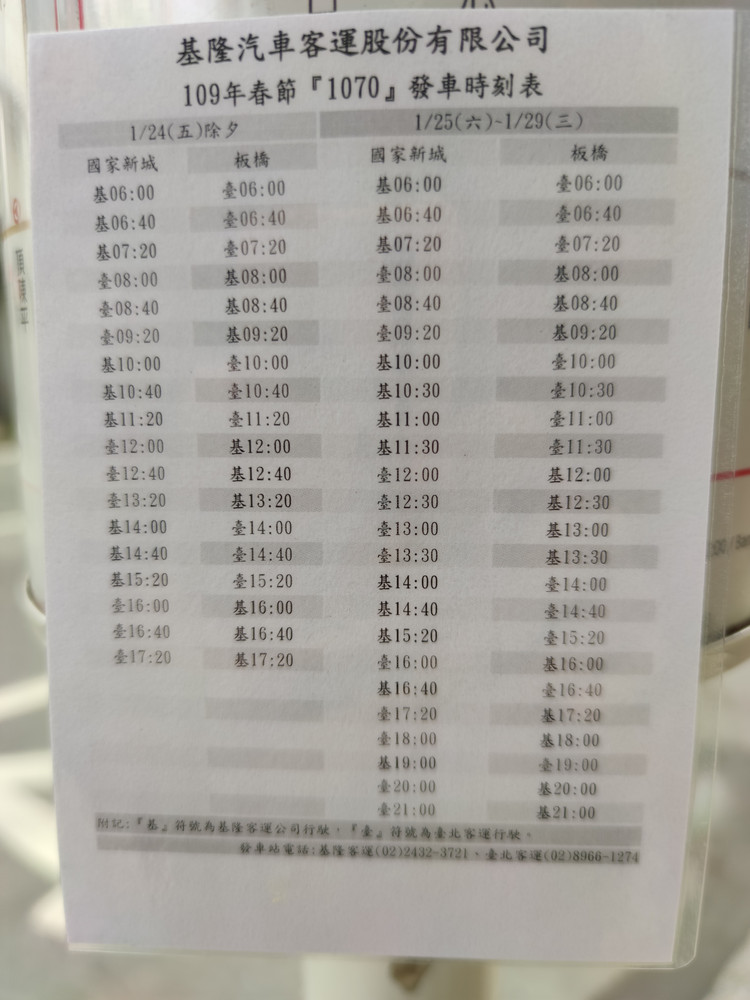 基隆汽車客運股份有限公司
109年春節『1070』發車時刻表
1/24(五)除夕 1/25(六)~1/29(三)
國家新城 板橋 國家新城 板橋
基06:00 臺06:00 基06:00 臺06:00
基06:40 臺06:40 基06:40 臺06:40
基07:20 臺07:20 基07:20 臺07:20
臺08:00 基08:00 臺08:00 基08:00
臺08:40 基08:40 臺08:40 基08:40
臺09:20 基09:20 臺09:20 基09:20
基10:00 臺10:00 基10:00 臺10:00
基10:40 臺10:40 基10:30 臺10:30
基11:20 臺11:20 基11:00 臺11:00
臺12:00 基12:00 基11:30 臺11:30
臺12:40 基12:40 臺12:00 基12:00
臺13:20 基13:20 臺12:30 基12:30
基14:00 臺14:00 臺13:00 基13:00
基14:40 臺14:40 臺13:30 基13:30
基15:20 臺15:20 基14:00 臺14:00
臺16:00 基16:00 基14:40 臺14:40
臺16:40 基16:40 基15:20 臺15:20
臺17:20 基17:20 臺16:00 基16:00
基16:40 臺16:40
臺17:20 基17:20
臺18:00 基18:00
基19:00 臺19:00
臺20:00 基20:00
臺21:00 基21:00
附記:『基』符號為基隆客運公司行駛,『臺』符號為臺北客運行駛。
發車站電話:基隆客運(02)2432-3721、臺北客運(02)8966-1274